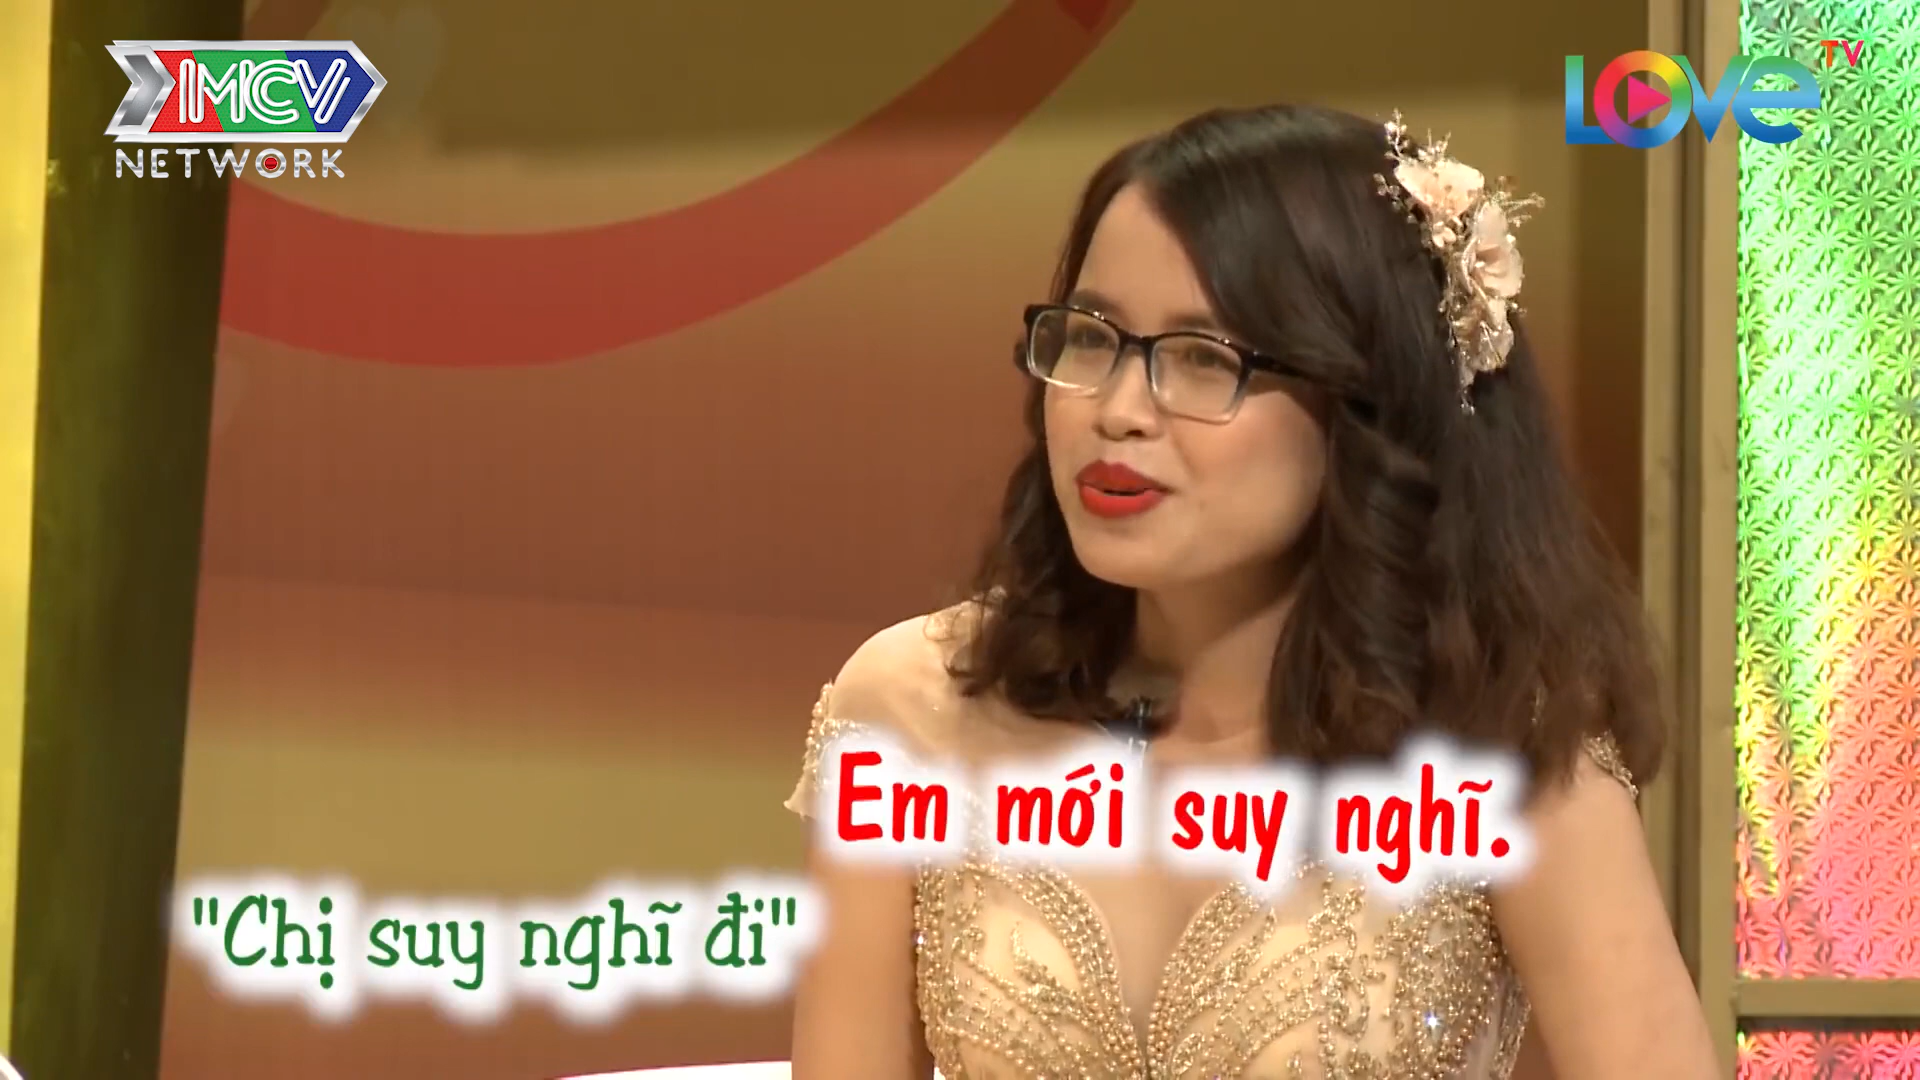 MCV
NETWORK
LOVE TV
Em mới suy nghĩ.
"Chị suy nghĩ đi"